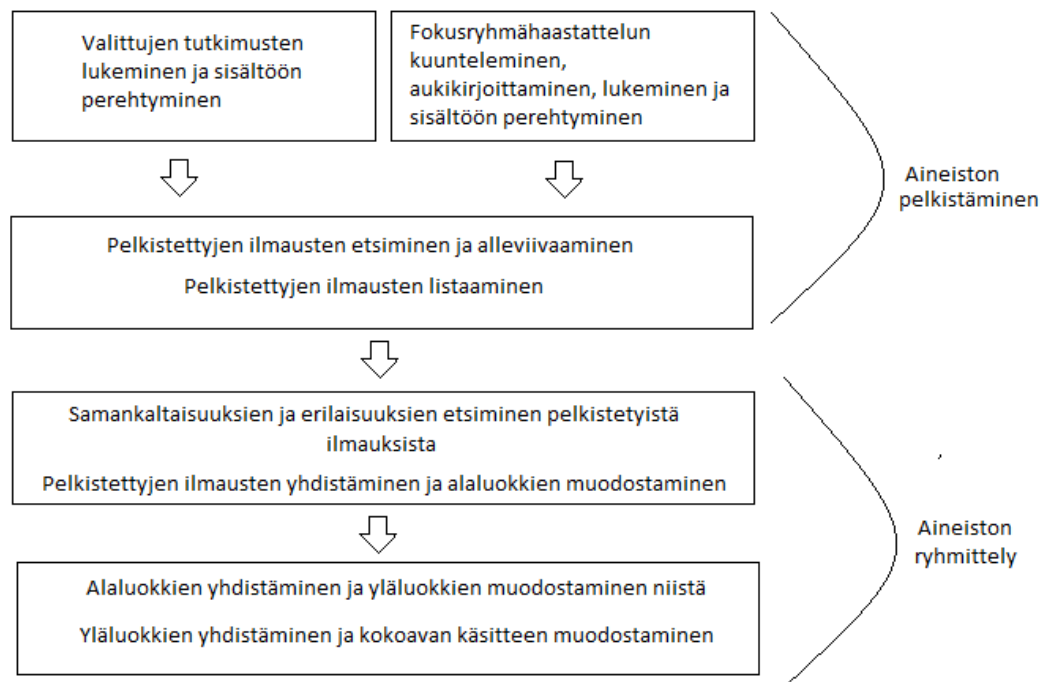 Valittujen tutkimusten
lukeminen ja sisältöön
perehtyminen
Fokusryhmähaastattelun
kuunteleminen,
aukikirjoittaminen, lukeminen ja
sisältöön perehtyminen
Aineiston
pelkistäminen
Pelkistettyjen ilmausten etsiminen ja alleviivaaminen
Pelkistettyjen ilmausten listaaminen
Samankaltaisuuksien ja erilaisuuksien etsiminen pelkistetyistä
ilmauksista
Pelkistettyjen ilmausten yhdistäminen ja alaluokkien muodostaminen
,
Aineiston
ryhmittely
Alaluokkien yhdistäminen ja yläluokkien muodostaminen niistä
Yläluokkien yhdistäminen ja kokoavan käsitteen muodostaminen